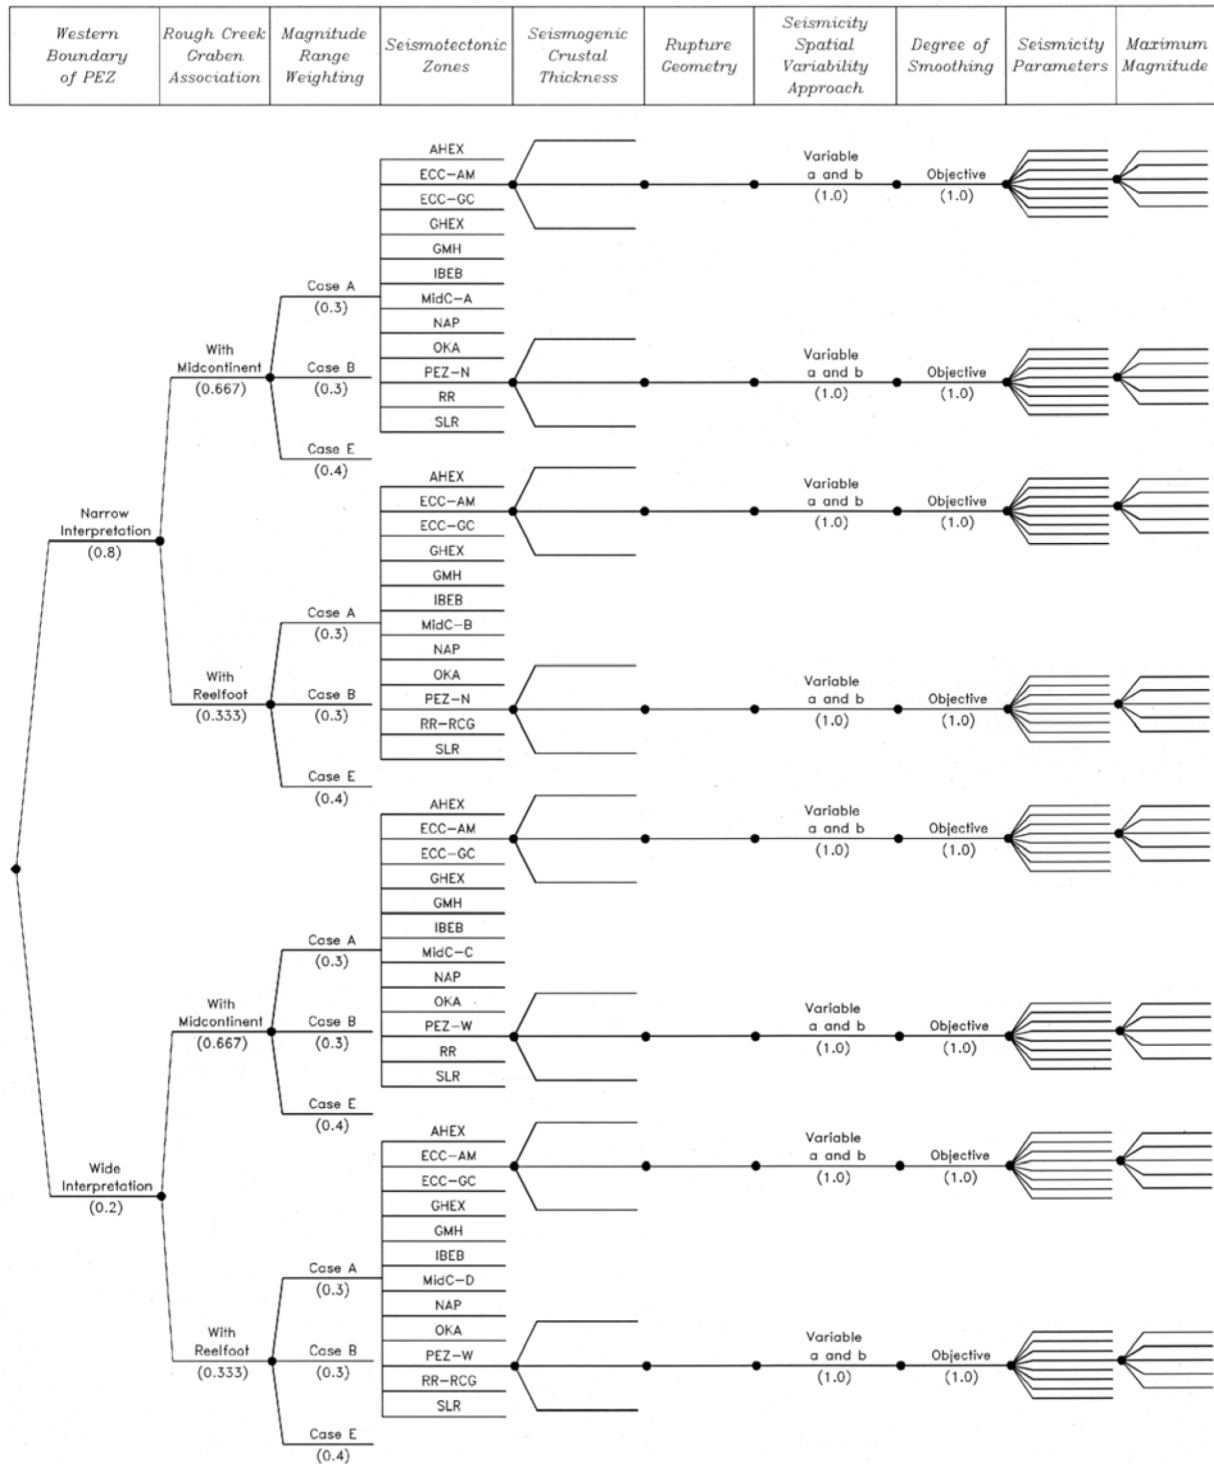 Western
Boundary
of PEZ
Rough Creek
Graben
Association
Magnitude
Range
Weighting
Seismotectonic
Zones
Seismogenic
Crustal
Thickness
Rupture
Geometry
Seismicity
Spatial
Variability
Approach
Degree of
Smoothing
Seismicity
Parameters
Maximum
Magnitude
Narrow
Interpretation
(0.8)
With
Midcontinent
(0.667)
Case A
(0.3)
Case B
(0.3)
Case E
(0.4)
AHEX
ECC-AM
ECC-GC
GHEX
GMH
IBEB
MidC-A
NAP
OKA
PEZ-N
RR
SLR
Variable
a and b
(1.0)
Objective
(1.0)
Variable
a and b
(1.0)
Objective
(1.0)
With
Reelfoot
(0.333)
Case A
(0.3)
Case B
(0.3)
Case E
(0.4)
AHEX
ECC-AM
ECC-GC
GHEX
GMH
IBEB
MidC-B
NAP
OKA
PEZ-N
RR-RCG
SLR
Variable
a and b
(1.0)
Objective
(1.0)
Variable
a and b
(1.0)
Objective
(1.0)
Wide
Interpretation
(0.2)
With
Midcontinent
(0.667)
Case A
(0.3)
Case B
(0.3)
Case E
(0.4)
AHEX
ECC-AM
ECC-GC
GHEX
GMH
IBEB
MidC-C
NAP
OKA
PEZ-W
RR
SLR
Variable
a and b
(1.0)
Objective
(1.0)
Variable
a and b
(1.0)
Objective
(1.0)
With
Reelfoot
(0.333)
Case A
(0.3)
Case B
(0.3)
Case E
(0.4)
AHEX
ECC-AM
ECC-GC
GHEX
GMH
IBEB
MidC-D
NAP
OKA
PEZ-W
RR-RCG
SLR
Variable
a and b
(1.0)
Objective
(1.0)
Variable
a and b
(1.0)
Objective
(1.0)